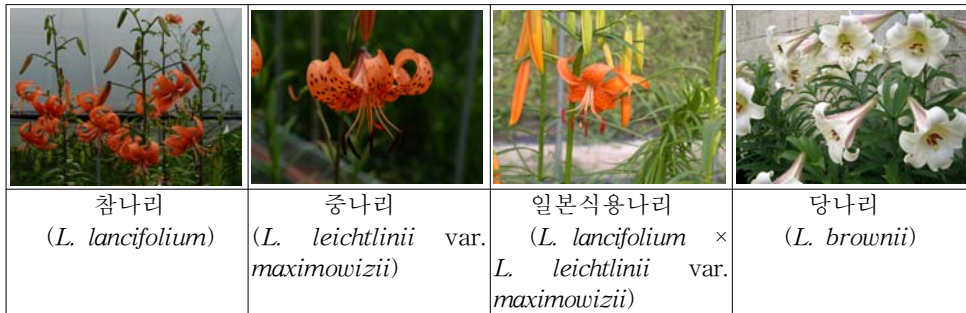 참나리
(L. lancifolium)
중나리
(L. leichtlinii var.
maximowizii)
일본식용나리
(L. lancifolium ×
L. leichtlinii var.
maximowizii)
당나리
(L. brownii)